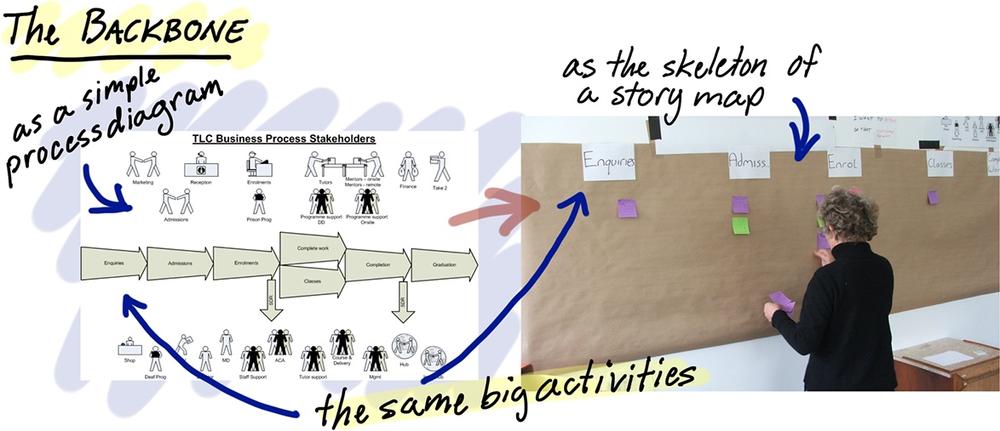 The BACKBONE
as a simple
process diagram
as the skeleton of
a story map
TLC Business Process Stakeholders
Marketing
Reception
Enrolments
Tutors
Mentors - onsite
Mentors - remote
Finance
Take 2
Admissions
Prison Prog
Programme support
DD
Programme support
Onsite
Enquiries
Admissions
Enrolments
Complete work
Classes
Completion
Graduation
SDR
SDR
Shop
Deaf Prog
MD
Staff Support
ACA
Tutor support
Course &
Delivery
Mgmt
Hub
Enquiries
Admiss
Enrol
Classes
the same big activities